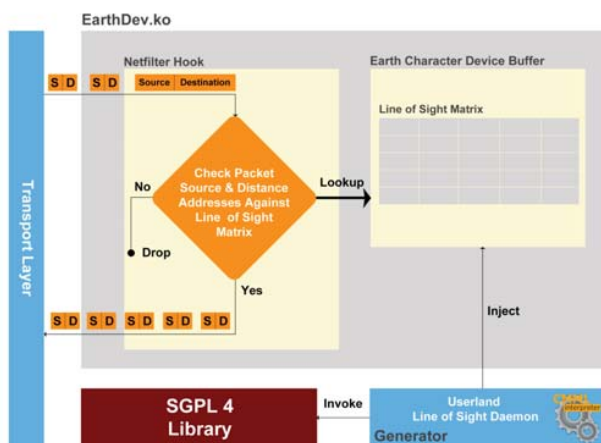 EarthDev.ko
Netfilter Hook
Earth Character Device Buffer
S D S D Source Destination
Line of Sight Matrix
Check Packet
Source & Distance
Addresses Against
Line of Sight
Matrix
No
Lookup
Drop
Yes
Transport Layer
S D S D S D S D S D
Inject
SGPL 4
Library
Invoke
Userland
Line of Sight Daemon
Generator
interpreter